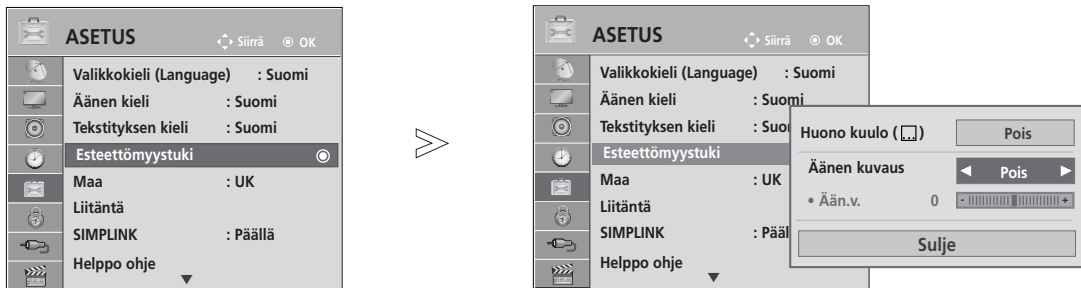 ASETUS
Siirrä OK
Valikkokieli (Language) : Suomi
Äänen kieli : Suomi
Tekstityksen kieli : Suomi
Esteettömyystuki
Maa : UK
Liitäntä
SIMPLINK : Päällä
Helppo ohje
ASETUS
Siirrä OK
Valikkokieli (Language) : Suomi
Äänen kieli : Suomi
Tekstityksen kieli : Suo
Esteettömyystuki
Maa : UK
Liitäntä
SIMPLINK : Pääl
Helppo ohje
Huono kuulo ( ) Pois
Äänen kuvaus ◀ Pois ▶
• Ään.v. 0 - +
Sulje